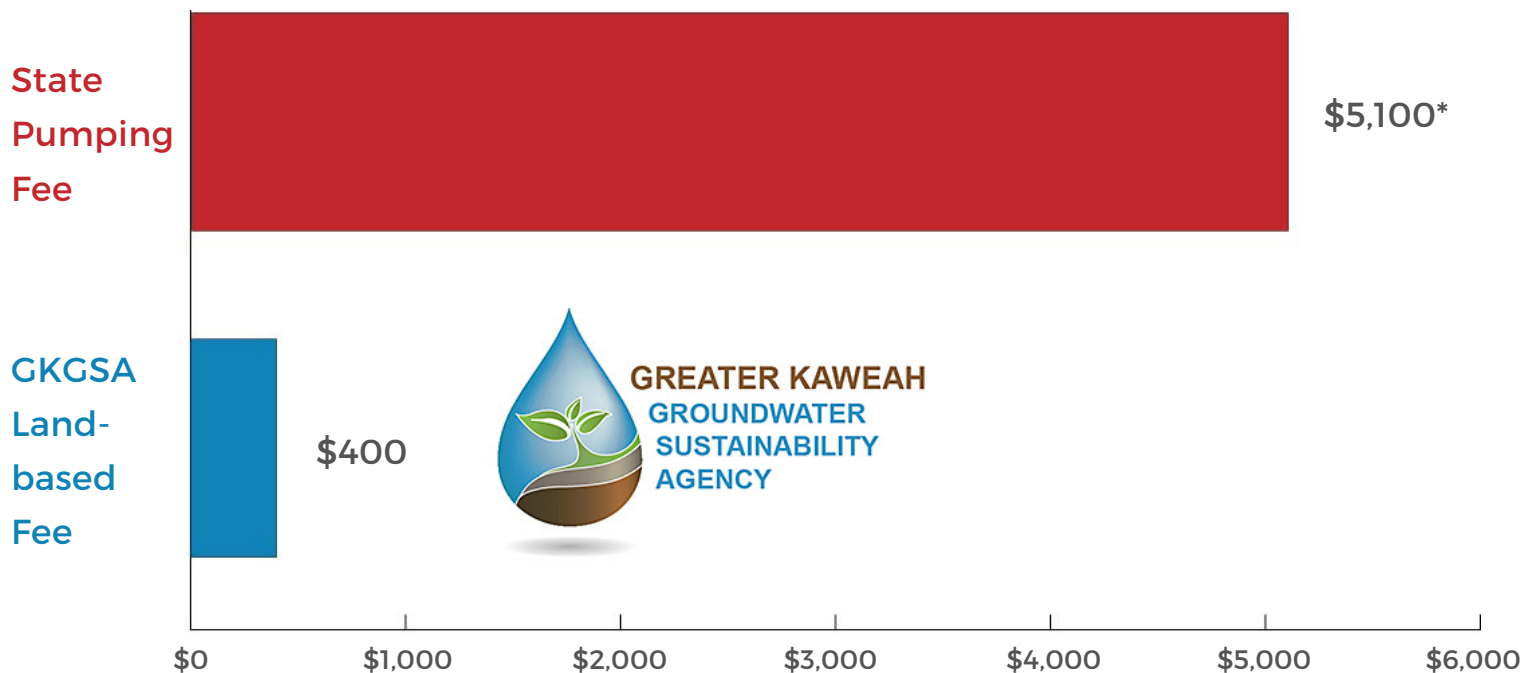 State
Pumping
Fee
$5,100*
GKGSA
Land-
based
Fee
$400
GREATER KAWEAH
GROUNDWATER
SUSTAINABILITY
AGENCY
$0 $1,000 $2,000 $3,000 $4,000 $5,000 $6,000